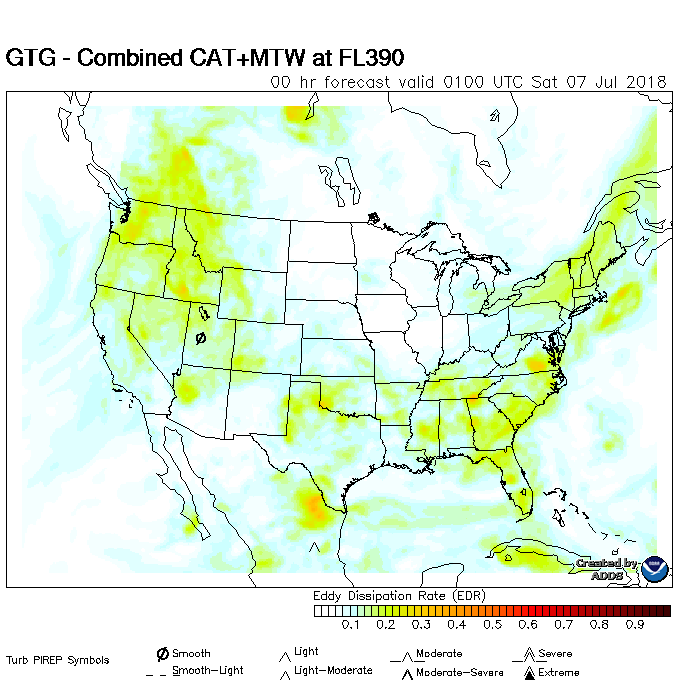 GTG - Combined CAT+MTW at FL390
00 hr forecast valid 0100 UTC Sat 07 Jul 2018
Created by
ADDS
Eddy Dissipation Rate (EDR)
0.1 0.2 0.3 0.4 0.5 0.6 0.7 0.8 0.9
Turb PIREP Symbols
Smooth Light Moderate Severe
Smooth-Light Light-Moderate Moderate-Severe Extreme